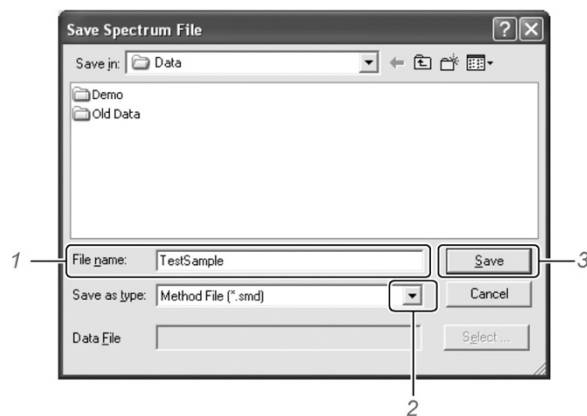 Save Spectrum File
Save in: Data
Demo
Old Data
1 File name: TestSample Save 3
Save as type: Method File (*.smd) Cancel
Data File Select ...
2